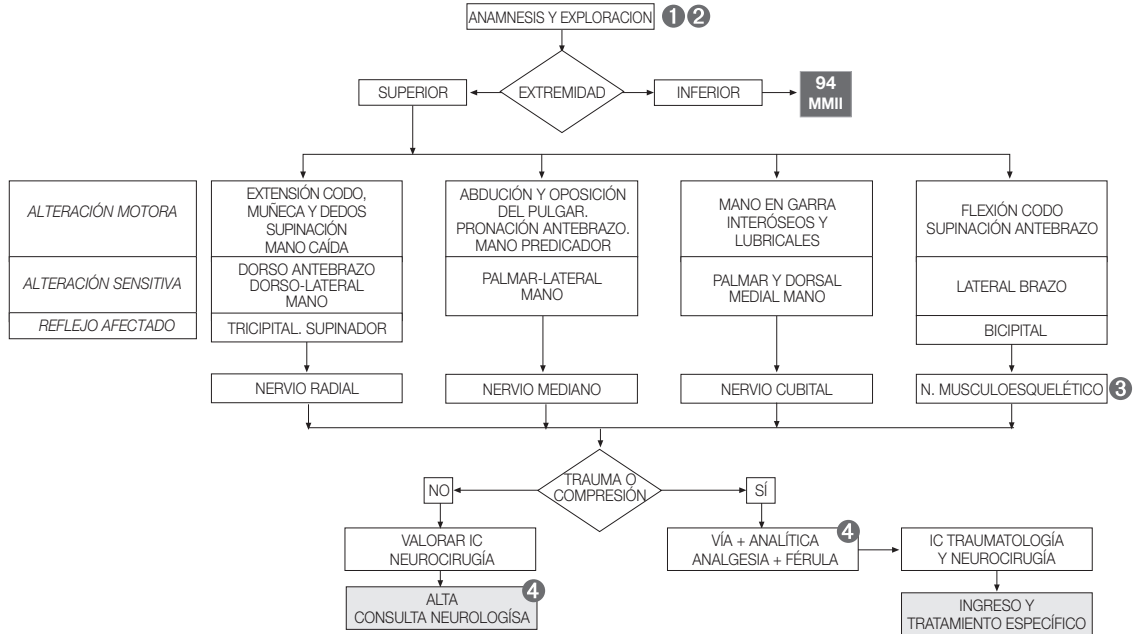 ANAMNESIS Y EXPLORACION
1 2
SUPERIOR
EXTREMIDAD
INFERIOR
94
MMII
ALTERACIÓN MOTORA
EXTENSIÓN CODO,
MUÑECA Y DEDOS
SUPINACIÓN
MANO CAÍDA
ABDUCIÓN Y OPOSICIÓN
DEL PULGAR.
PRONACIÓN ANTEBRAZO.
MANO PREDICADOR
MANO EN GARRA
INTERÓSEOS Y
LUBRICALES
FLEXIÓN CODO
SUPINACIÓN ANTEBRAZO
ALTERACIÓN SENSITIVA
DORSO ANTEBRAZO
DORSO-LATERAL
MANO
PALMAR-LATERAL
MANO
PALMAR Y DORSAL
MEDIAL MANO
LATERAL BRAZO
REFLEJO AFECTADO
TRICIPITAL. SUPINADOR
BICIPITAL
NERVIO RADIAL
NERVIO MEDIANO
NERVIO CUBITAL
N. MUSCULOESQUELÉTICO
3
TRAUMA O
COMPRESIÓN
NO
SÍ
VALORAR IC
NEUROCIRUGÍA
VÍA + ANALÍTICA
ANALGESIA + FÉRULA
4
IC TRAUMATOLOGÍA
Y NEUROCIRUGÍA
ALTA
CONSULTA NEUROLOGÍSA
4
INGRESO Y
TRATAMIENTO ESPECÍFICO